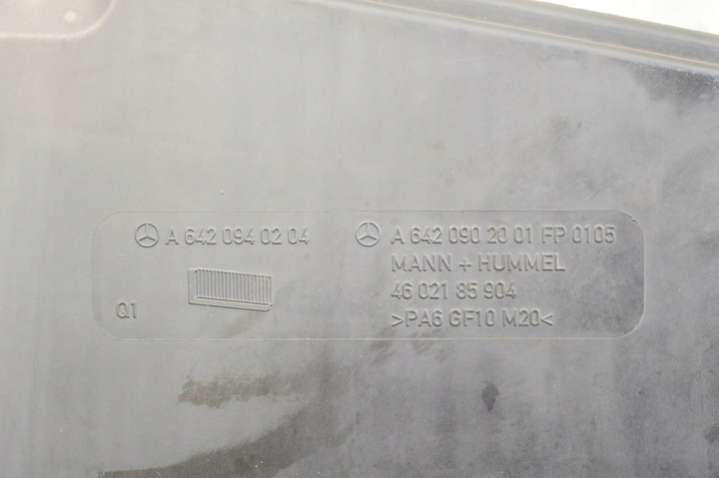 A 642 094 02 04
Q1
A 642 090 20 01 FP 0105
MANN + HUMMEL
46 021 85 904
>PA6 GF10 M20<